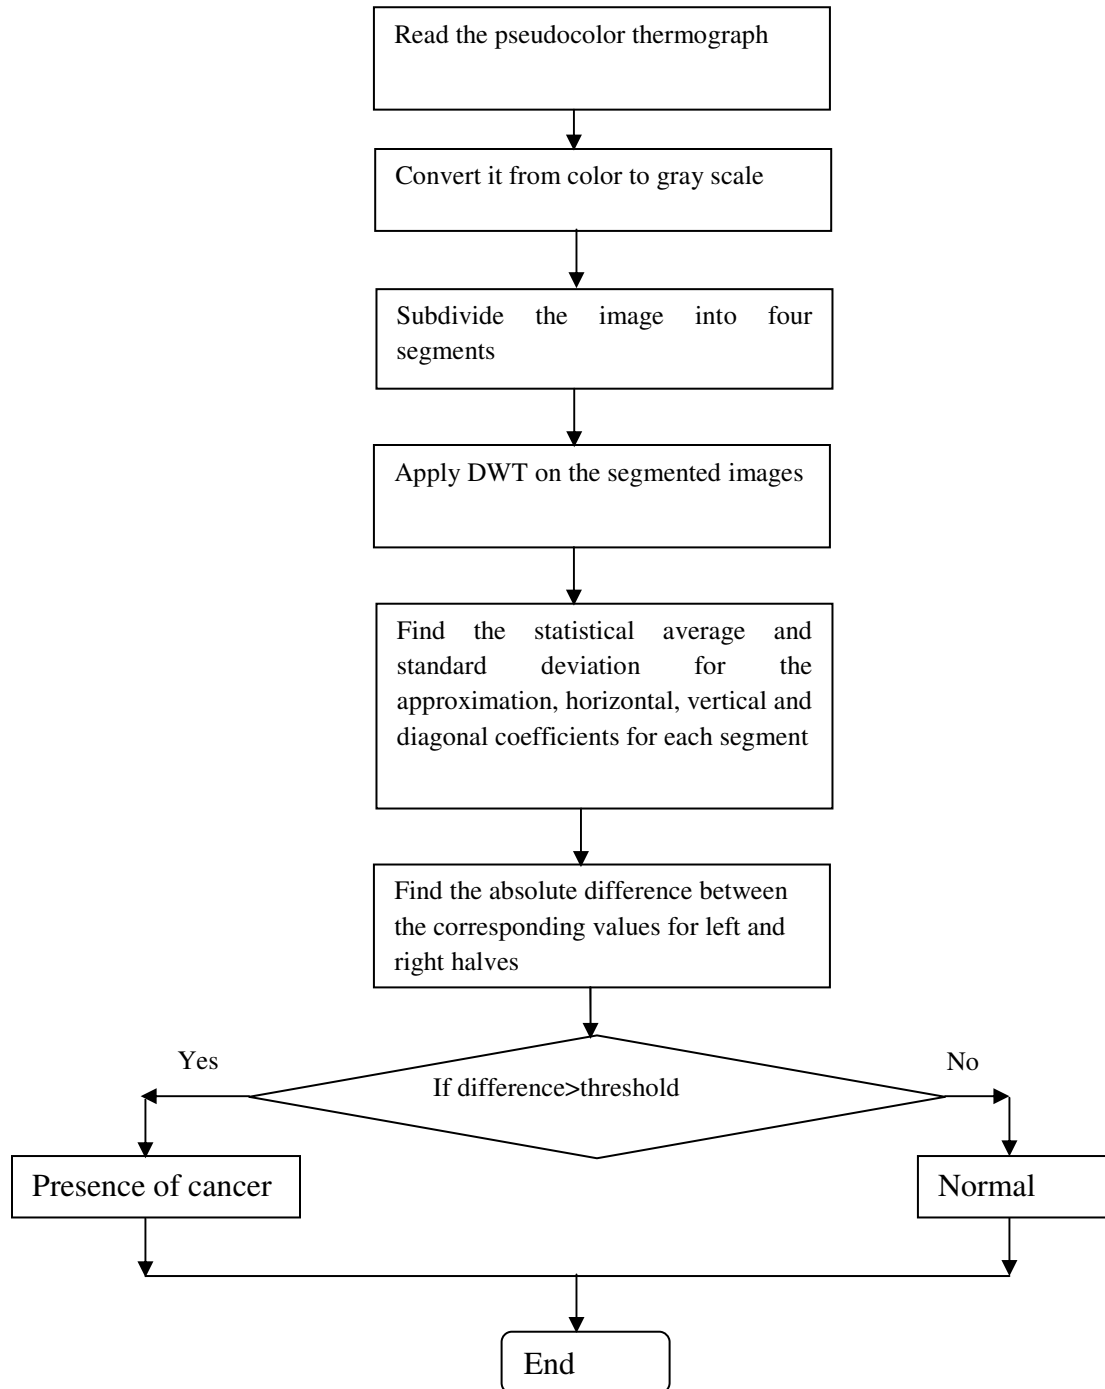 Read the pseudocolor thermograph
Convert it from color to gray scale
Subdivide the image into four
segments
Apply DWT on the segmented images
Find the statistical average and
standard deviation for the
approximation, horizontal, vertical and
diagonal coefficients for each segment
Find the absolute difference between
the corresponding values for left and
right halves
Yes
No
If difference>threshold
Presence of cancer
Normal
End